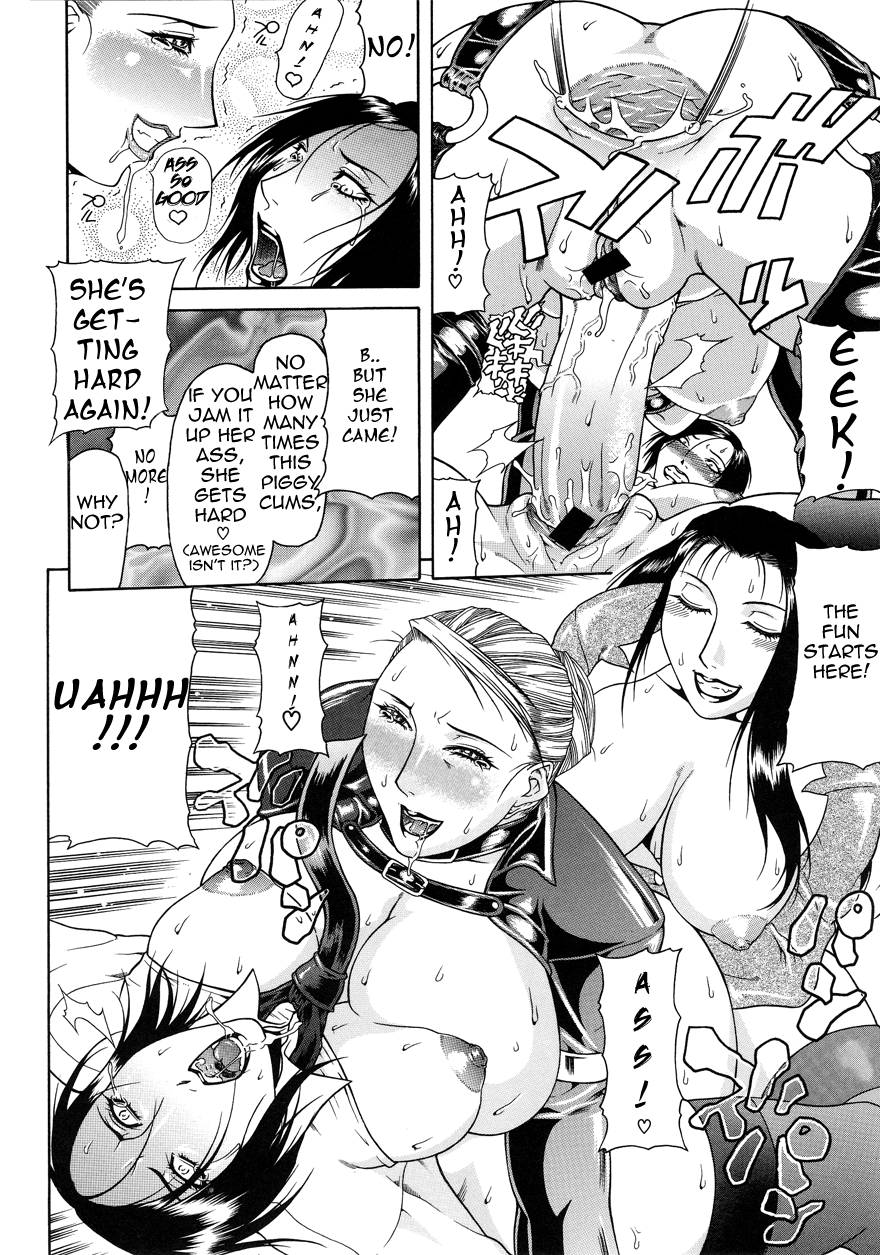 EEK!
AHH!♡
AH!
NO!
AHN!♡
ASS
SO
GOOD
♡
SHE'S
GET-
TING
HARD
AGAIN!
B..
BUT
SHE
JUST
CAME!
NO
MATTER
HOW
MANY
TIMES
THIS
PIGGY
CUMS,
IF YOU
JAM IT
UP HER
ASS,
SHE
GETS
HARD
♡
(AWESOME
ISN'T IT?)
NO
MORE
!
WHY
NOT?
THE
FUN
STARTS
HERE!
AHNN!♡
UAHHH
!!!
ASS!♡